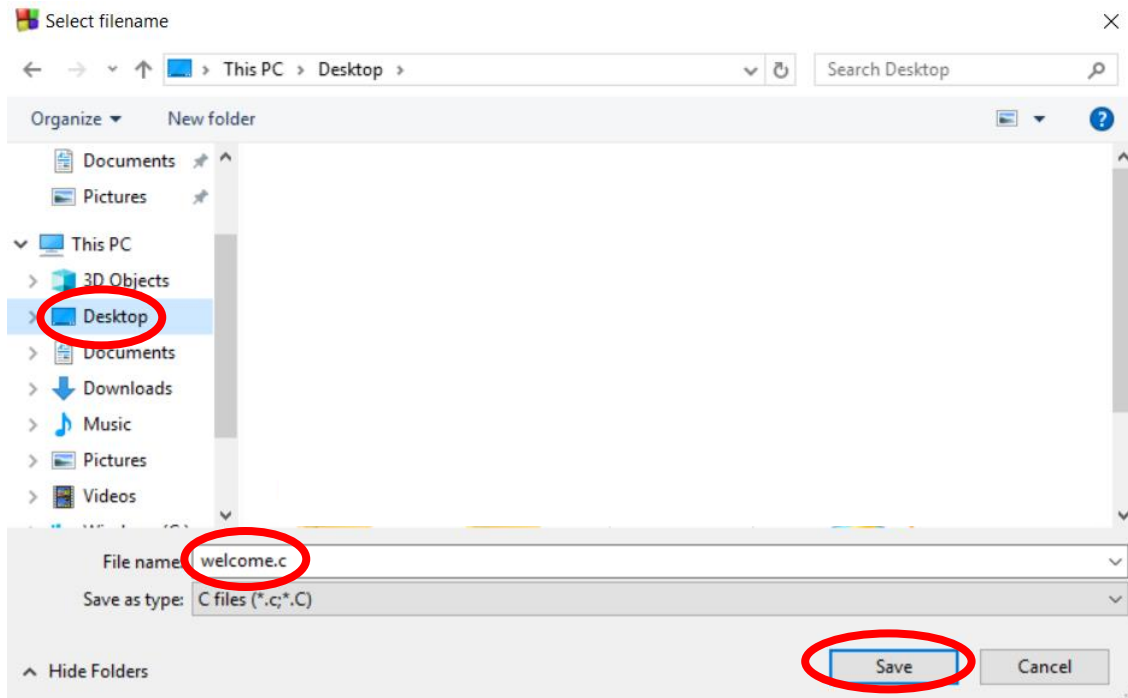 Select filename
This PC > Desktop >
Search Desktop
Organize
New folder
Documents
Pictures
This PC
3D Objects
Desktop
Documents
Downloads
Music
Pictures
Videos
File name: welcome.c
Save as type: C files (*.c;*.C)
Hide Folders
Save
Cancel